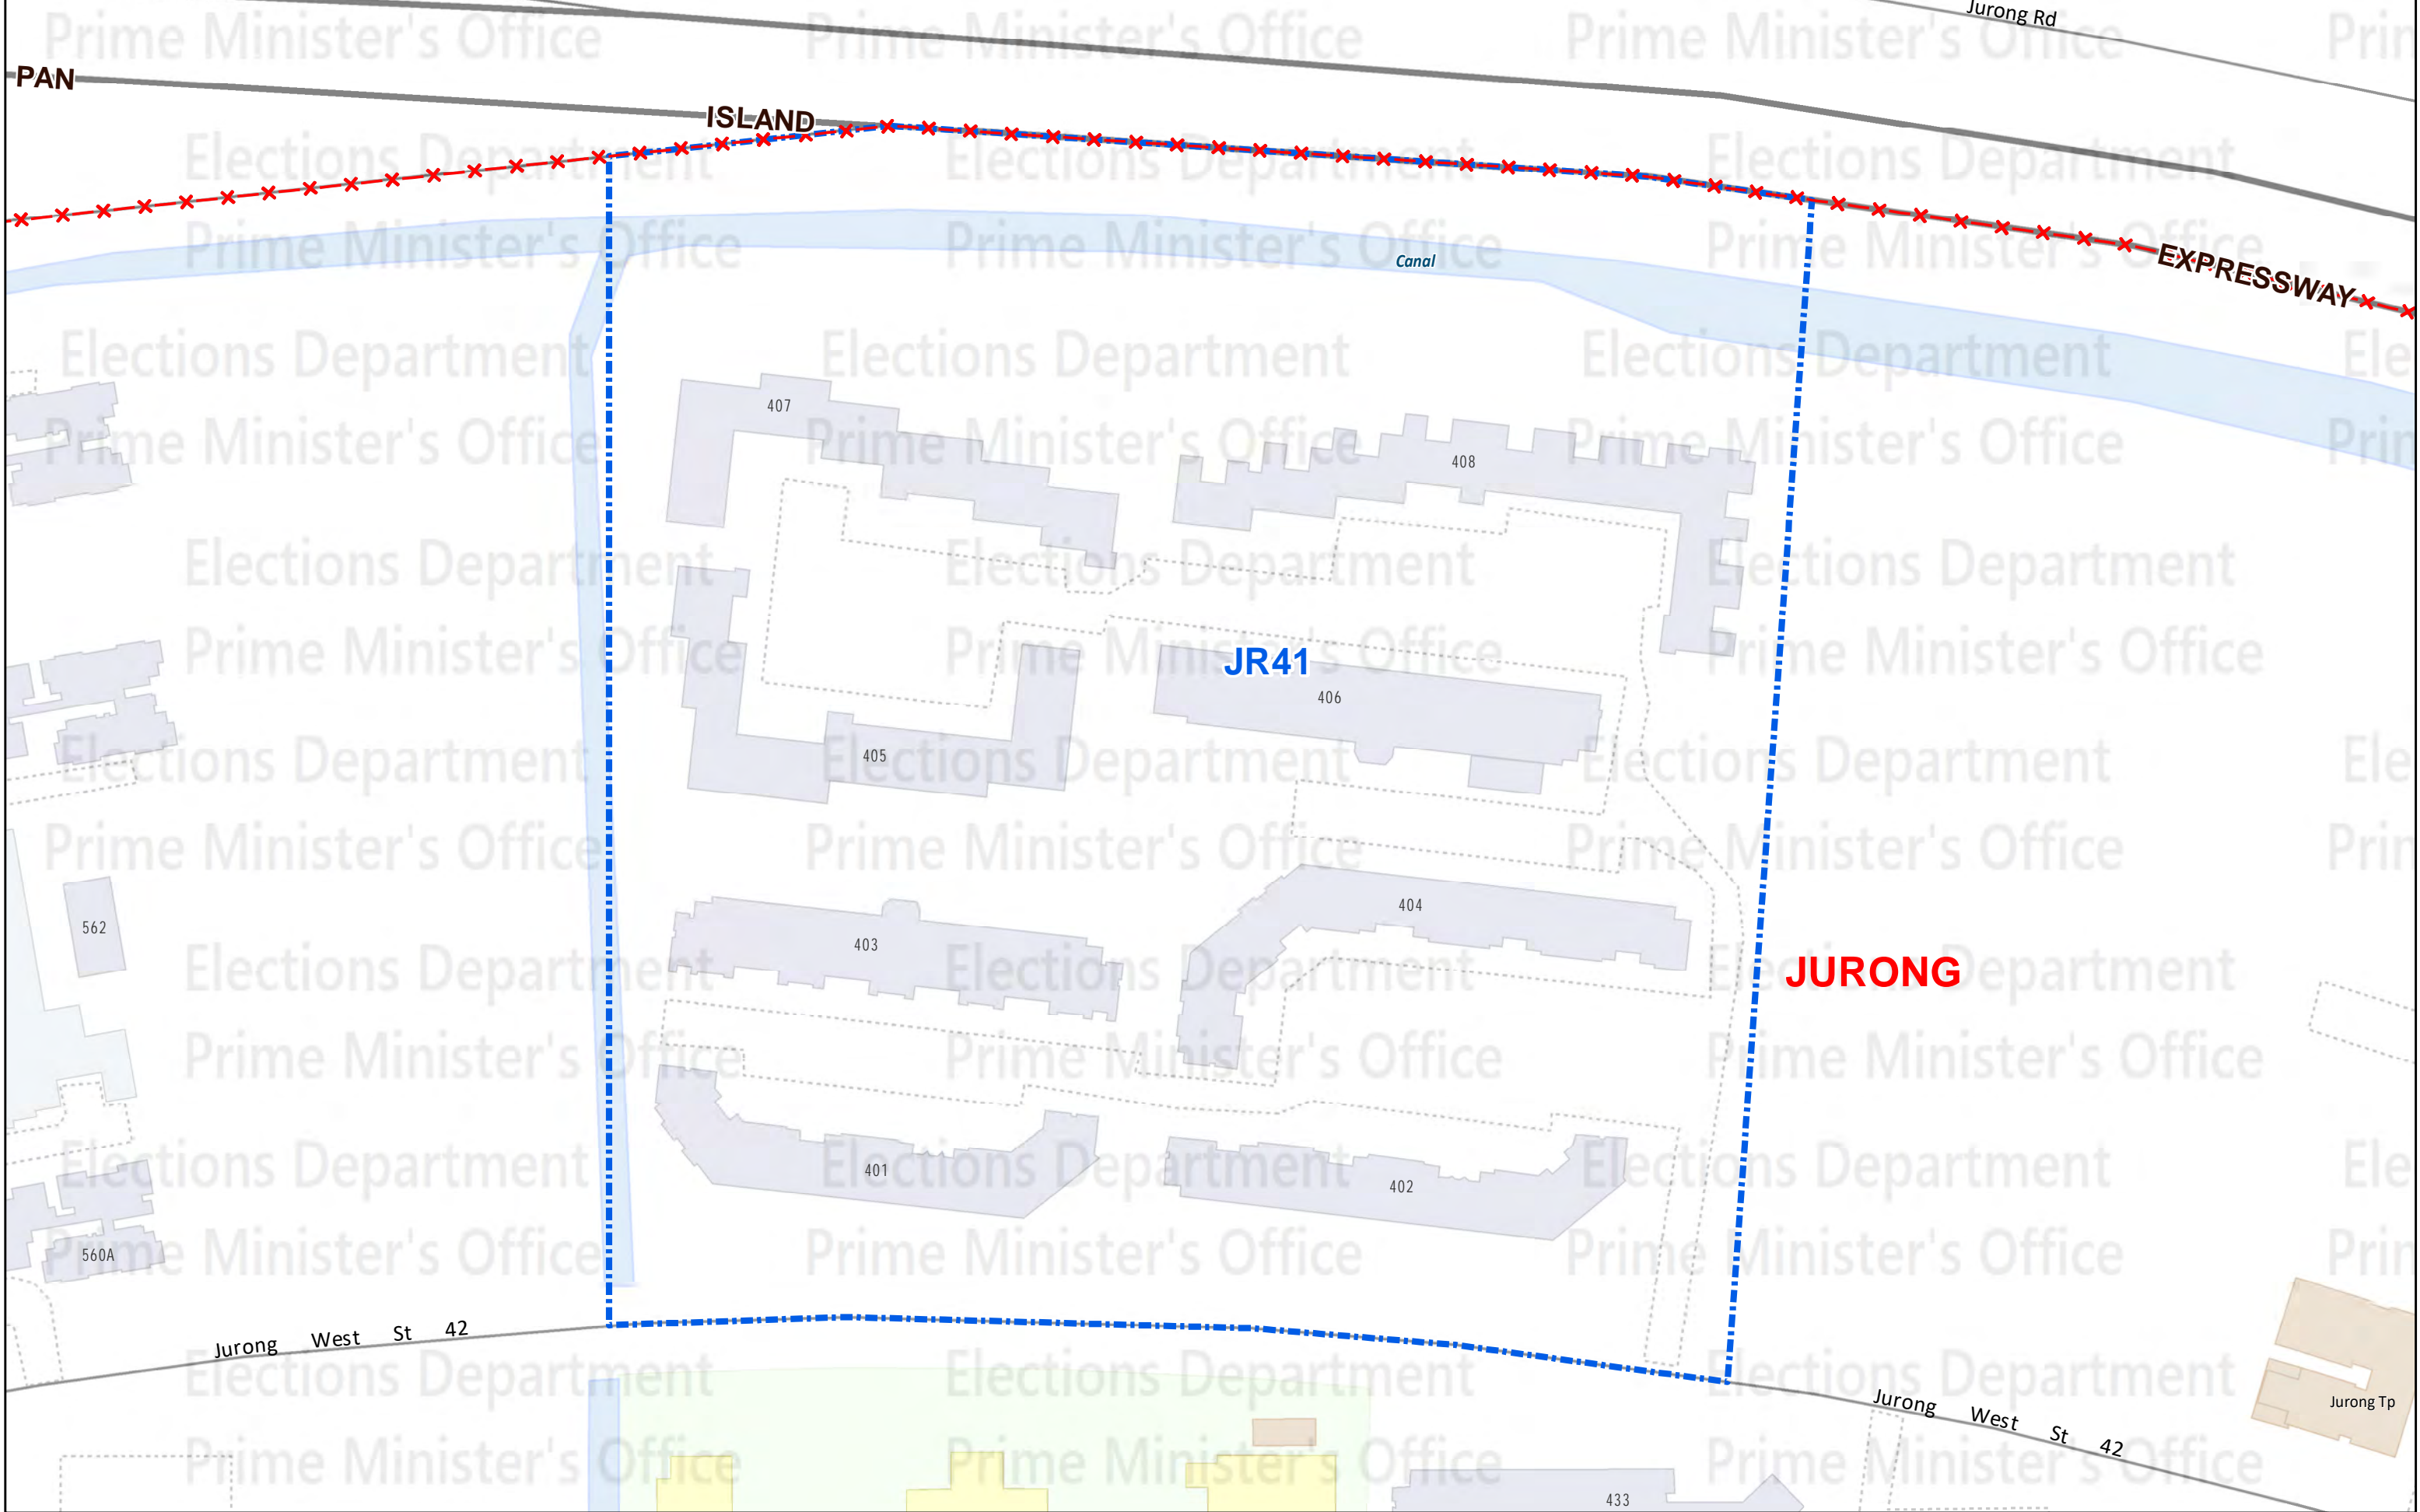 Jurong Rd
PAN
ISLAND
EXPRESSWAY
Canal
407
408
JR41
406
405
562
403
404
JURONG
401
402
560A
Jurong West St 42
Jurong West St 42
Jurong Tp
433
Elections Department
Prime Minister's Office